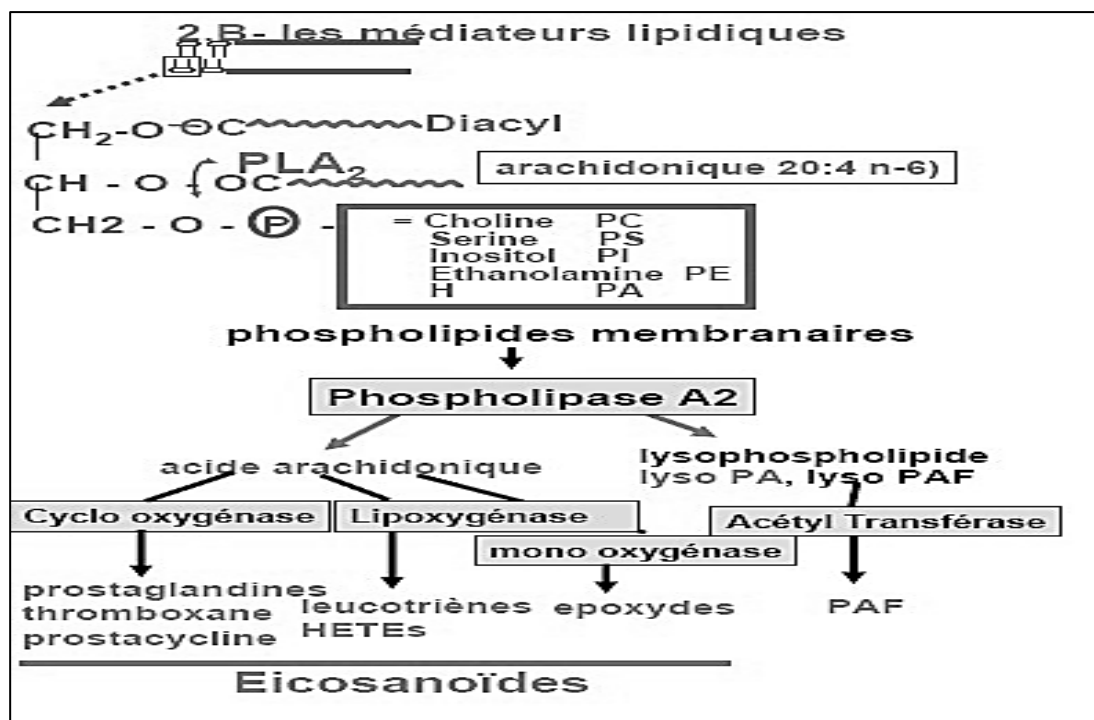 2.B- les médiateurs lipidiques
CH2-O-OC Diacyl
PLA2
CH - O - OC arachidonique 20:4 n-6)
CH2 - O - P -
= Choline PC
Serine PS
Inositol PI
Ethanolamine PE
H PA
phospholipides membranaires
Phospholipase A2
acide arachidonique
lysophospholipide
lyso PA, lyso PAF
Cyclo oxygénase Lipoxygénase Acétyl Transférase
mono oxygénase
prostaglandines
thromboxane
prostacycline
leucotriènes
HETEs
epoxydes
PAF
Eicosanoïdes